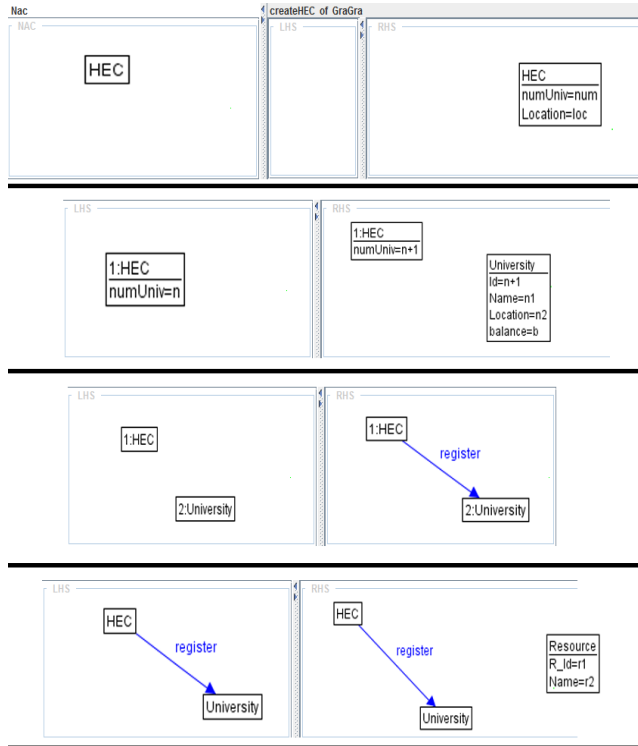 Nac
createHEC of GraGra
NAC
LHS
RHS
HEC
HEC
numUniv=num
Location=loc
LHS
RHS
1:HEC
numUniv=n
1:HEC
numUniv=n+1
University
Id=n+1
Name=n1
Location=n2
balance=b
LHS
RHS
1:HEC
2:University
1:HEC
register
2:University
LHS
RHS
HEC
register
University
HEC
register
University
Resource
R_Id=r1
Name=r2